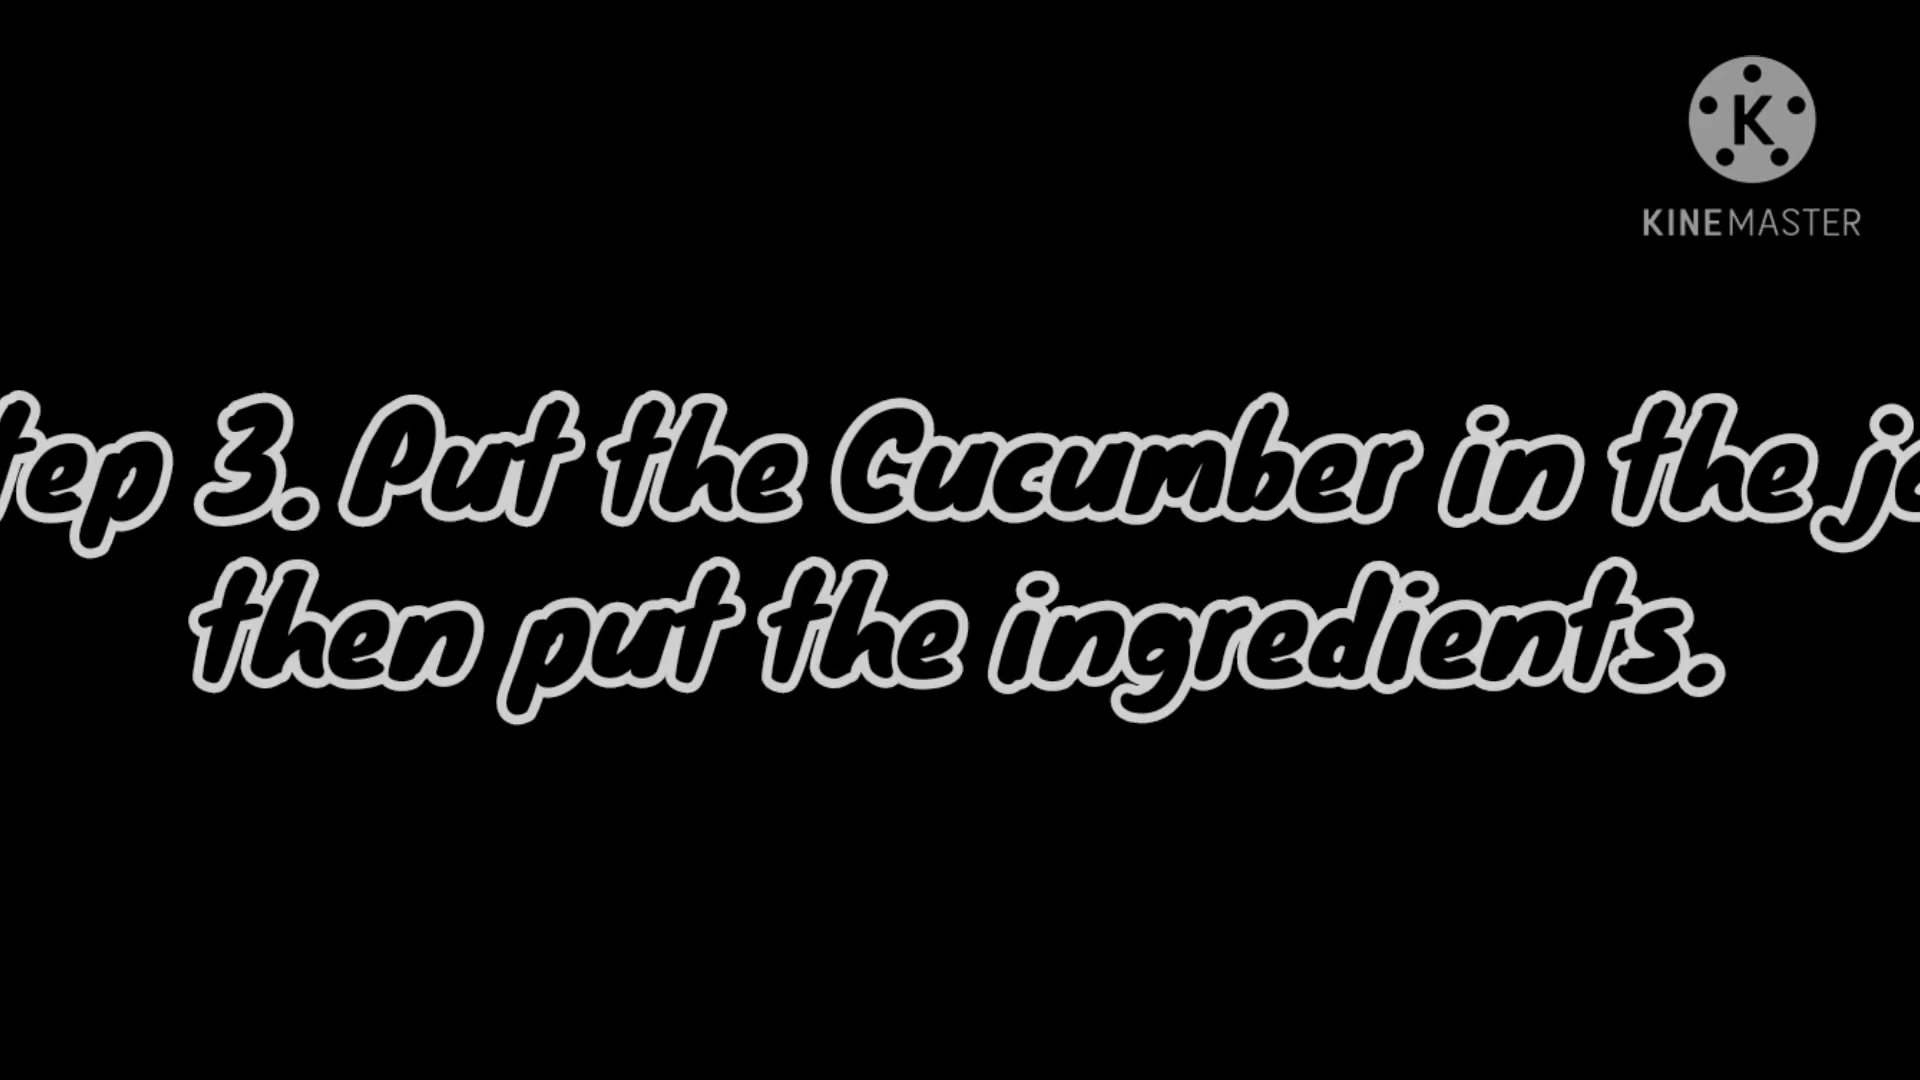 KINEMASTER
tep 3. Put the Cucumber in the j
then put the ingredients.